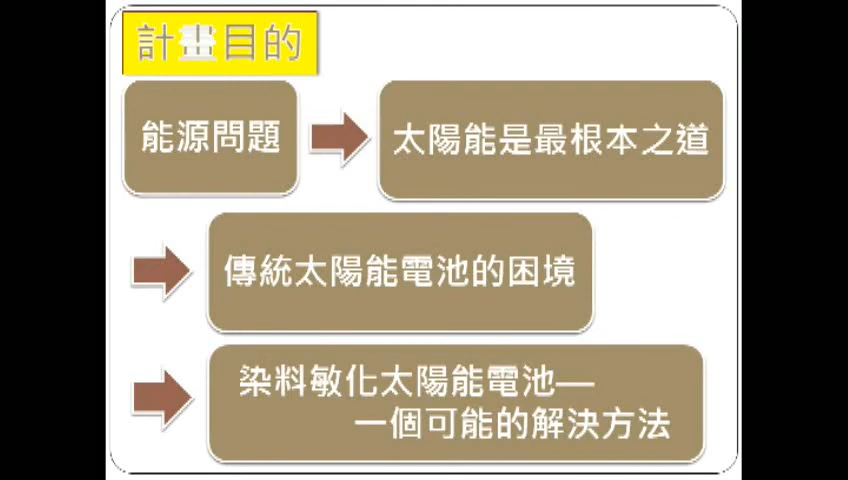 計畫目的
能源問題
太陽能是最根本之道
傳統太陽能電池的困境
染料敏化太陽能電池—
一個可能的解決方法